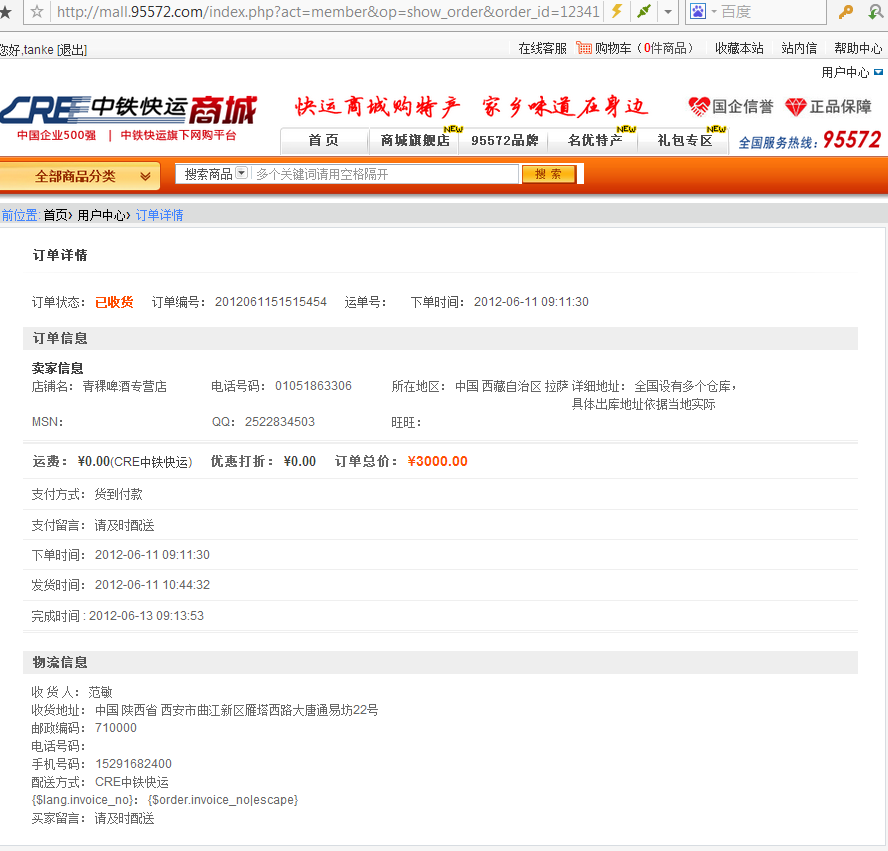 http://mall.95572.com/index.php?act=member&op=show_order&order_id=12341
百度
您好,tanke [退出]
在线客服 购物车（0件商品） 收藏本站 站内信 帮助中心
用户中心
CRE中铁快运商城
中国企业500强 | 中铁快运旗下网购平台
快运商城购特产 家乡味道在身边
国企信誉 正品保障
首 页 商城旗舰店 NEW 95572品牌 名优特产 NEW 礼包专区 NEW
全国服务热线: 95572
全部商品分类 搜索商品 多个关键词请用空格隔开 搜 索
前位置: 首页› 用户中心› 订单详情
订单详情
订单状态： 已收货 订单编号： 2012061151515454 运单号： 下单时间： 2012-06-11 09:11:30
订单信息
卖家信息
店铺名： 青稞啤酒专营店 电话号码： 01051863306 所在地区： 中国 西藏自治区 拉萨 详细地址： 全国设有多个仓库，
具体出库地址依据当地实际
MSN： QQ： 2522834503 旺旺：
运费： ¥0.00(CRE中铁快运) 优惠打折： ¥0.00 订单总价： ¥3000.00
支付方式： 货到付款
支付留言： 请及时配送
下单时间： 2012-06-11 09:11:30
发货时间： 2012-06-11 10:44:32
完成时间 : 2012-06-13 09:13:53
物流信息
收 货 人： 范敏
收货地址： 中国 陕西省 西安市曲江新区雁塔西路大唐通易坊22号
邮政编码： 710000
电话号码：
手机号码： 15291682400
配送方式： CRE中铁快运
{$lang.invoice_no}： {$order.invoice_no|escape}
买家留言： 请及时配送